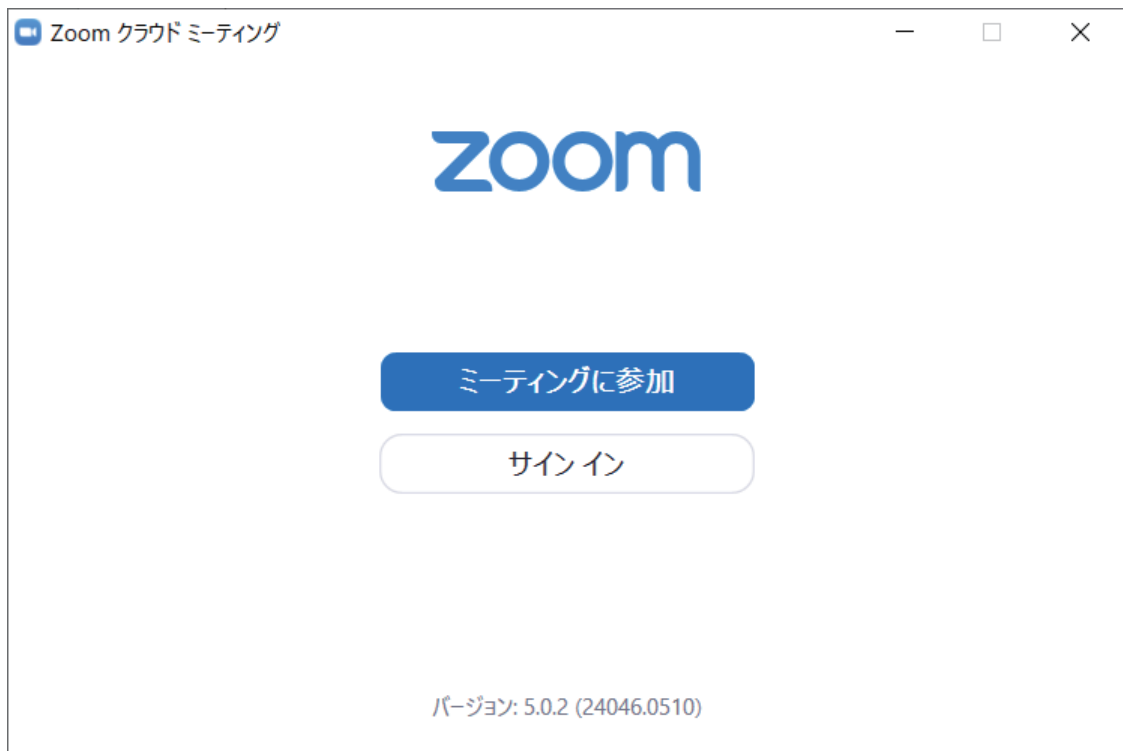 Zoom クラウド ミーティング
zoom
ミーティングに参加
サイン イン
バージョン: 5.0.2 (24046.0510)